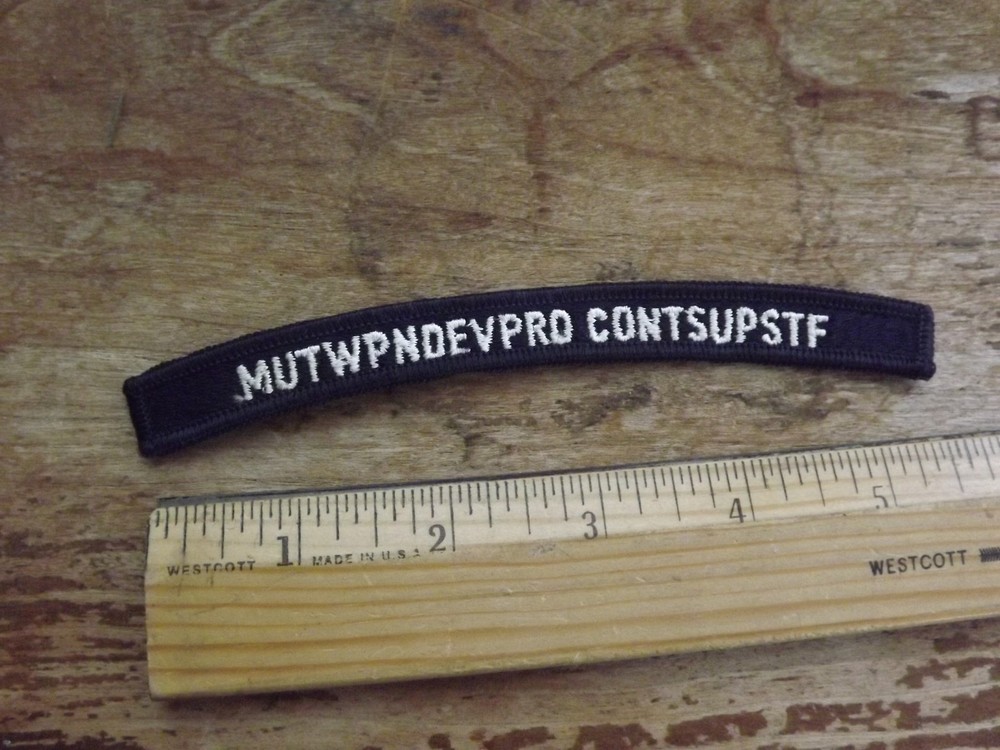 MUTWPNDEVPRO CONTSUPSTF
1 2 3 4 5
WESTCOTT MADE IN U.S.A WESTCOTT